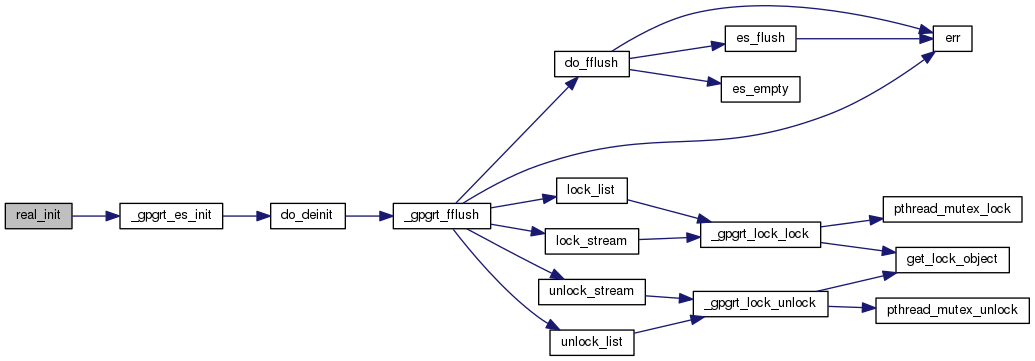 real_init
_gpgrt_es_init
do_deinit
_gpgrt_fflush
do_fflush
es_flush
es_empty
err
lock_list
lock_stream
unlock_stream
unlock_list
_gpgrt_lock_lock
_gpgrt_lock_unlock
pthread_mutex_lock
get_lock_object
pthread_mutex_unlock